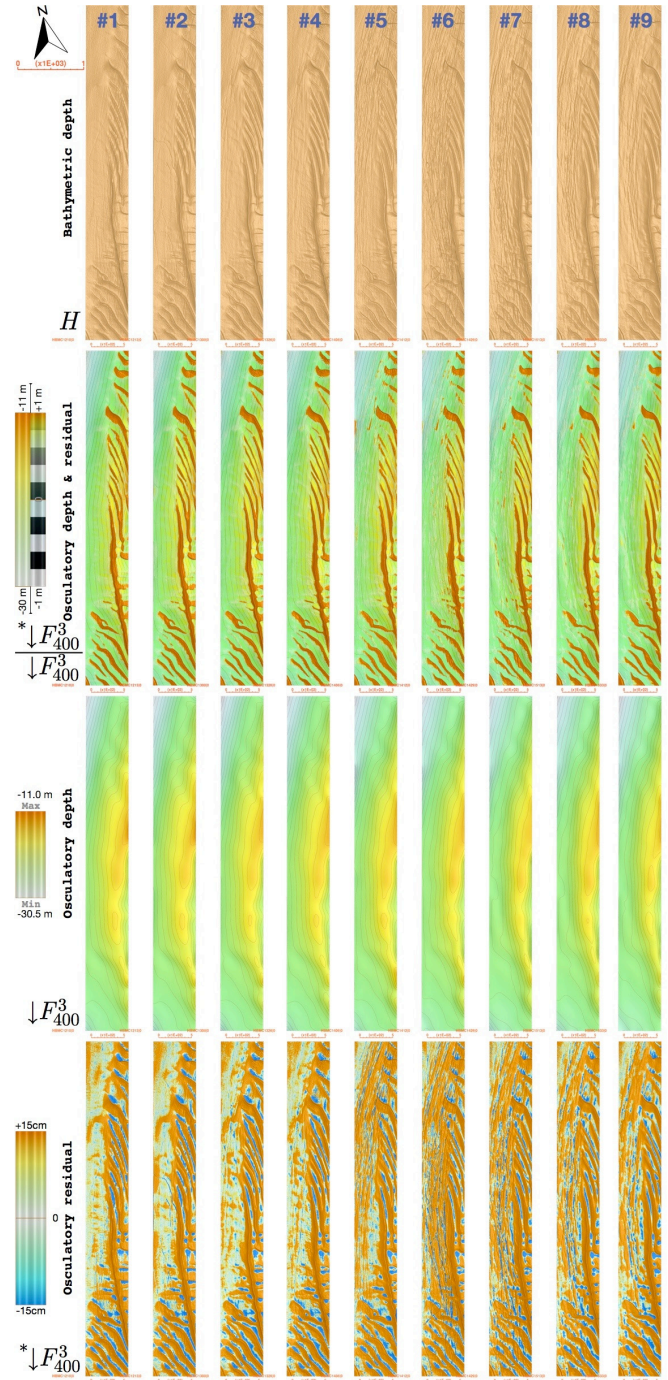 N
#1 #2 #3 #4 #5 #6 #7 #8 #9
0 (x1E+03) 1
Bathymetric depth
H
-11 m
+1 m
-30 m
-1 m
Osculatory depth & residual
*↓F³₄₀₀
↓F³₄₀₀
-11.0 m
Max
Min
-30.5 m
Osculatory depth
↓F³₄₀₀
+15cm
0
-15cm
Osculatory residual
*↓F³₄₀₀